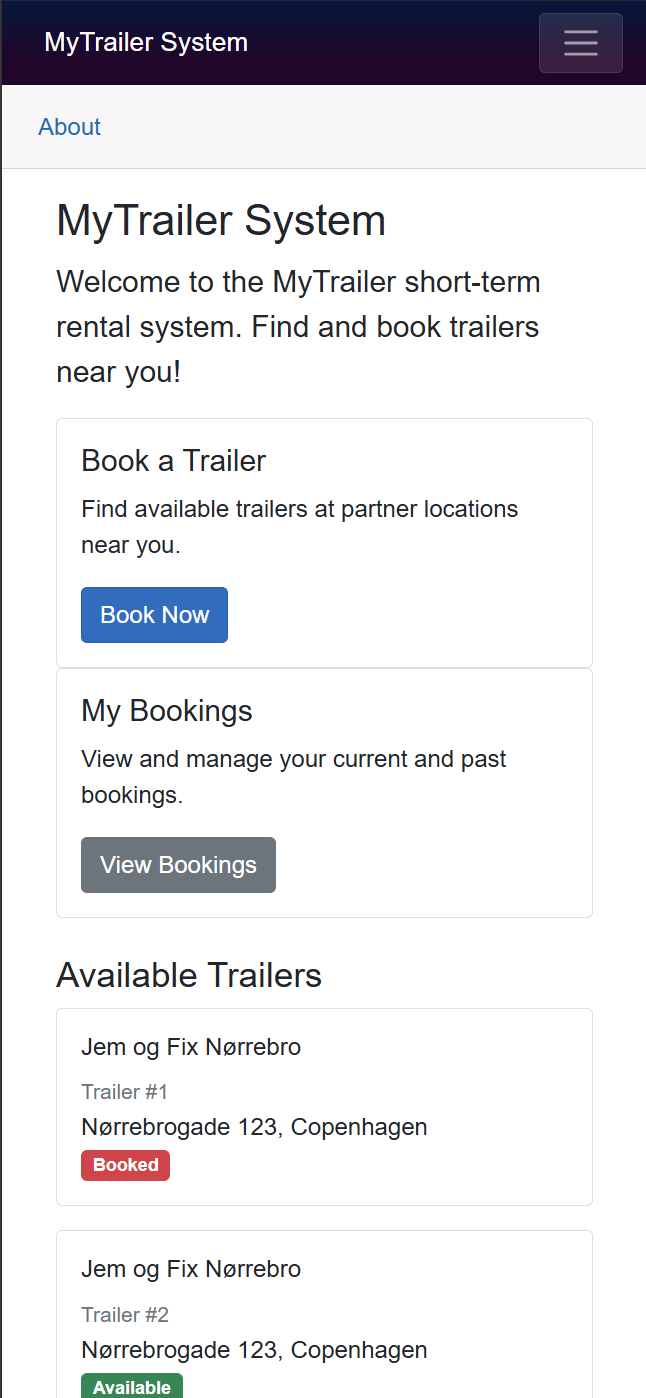 MyTrailer System
About
MyTrailer System
Welcome to the MyTrailer short-term
rental system. Find and book trailers
near you!
Book a Trailer
Find available trailers at partner locations
near you.
Book Now
My Bookings
View and manage your current and past
bookings.
View Bookings
Available Trailers
Jem og Fix Nørrebro
Trailer #1
Nørrebrogade 123, Copenhagen
Booked
Jem og Fix Nørrebro
Trailer #2
Nørrebrogade 123, Copenhagen
Available